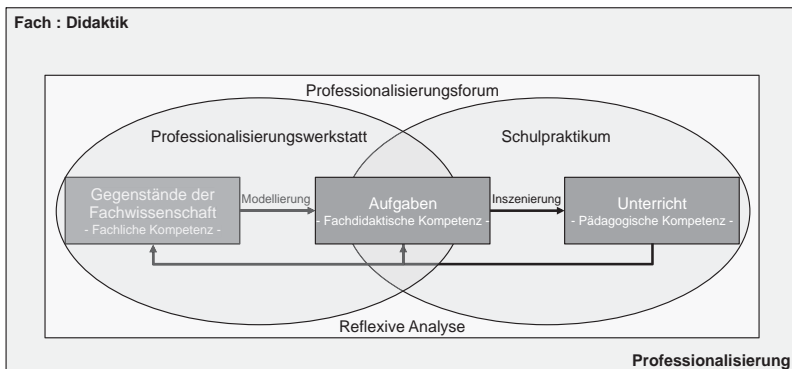 Fach : Didaktik
Professionalisierungsforum
Professionalisierungswerkstatt
Schulpraktikum
Gegenstände der
Fachwissenschaft
- Fachliche Kompetenz -
Modellierung
Aufgaben
- Fachdidaktische Kompetenz -
Inszenierung
Unterricht
- Pädagogische Kompetenz -
Reflexive Analyse
Professionalisierung